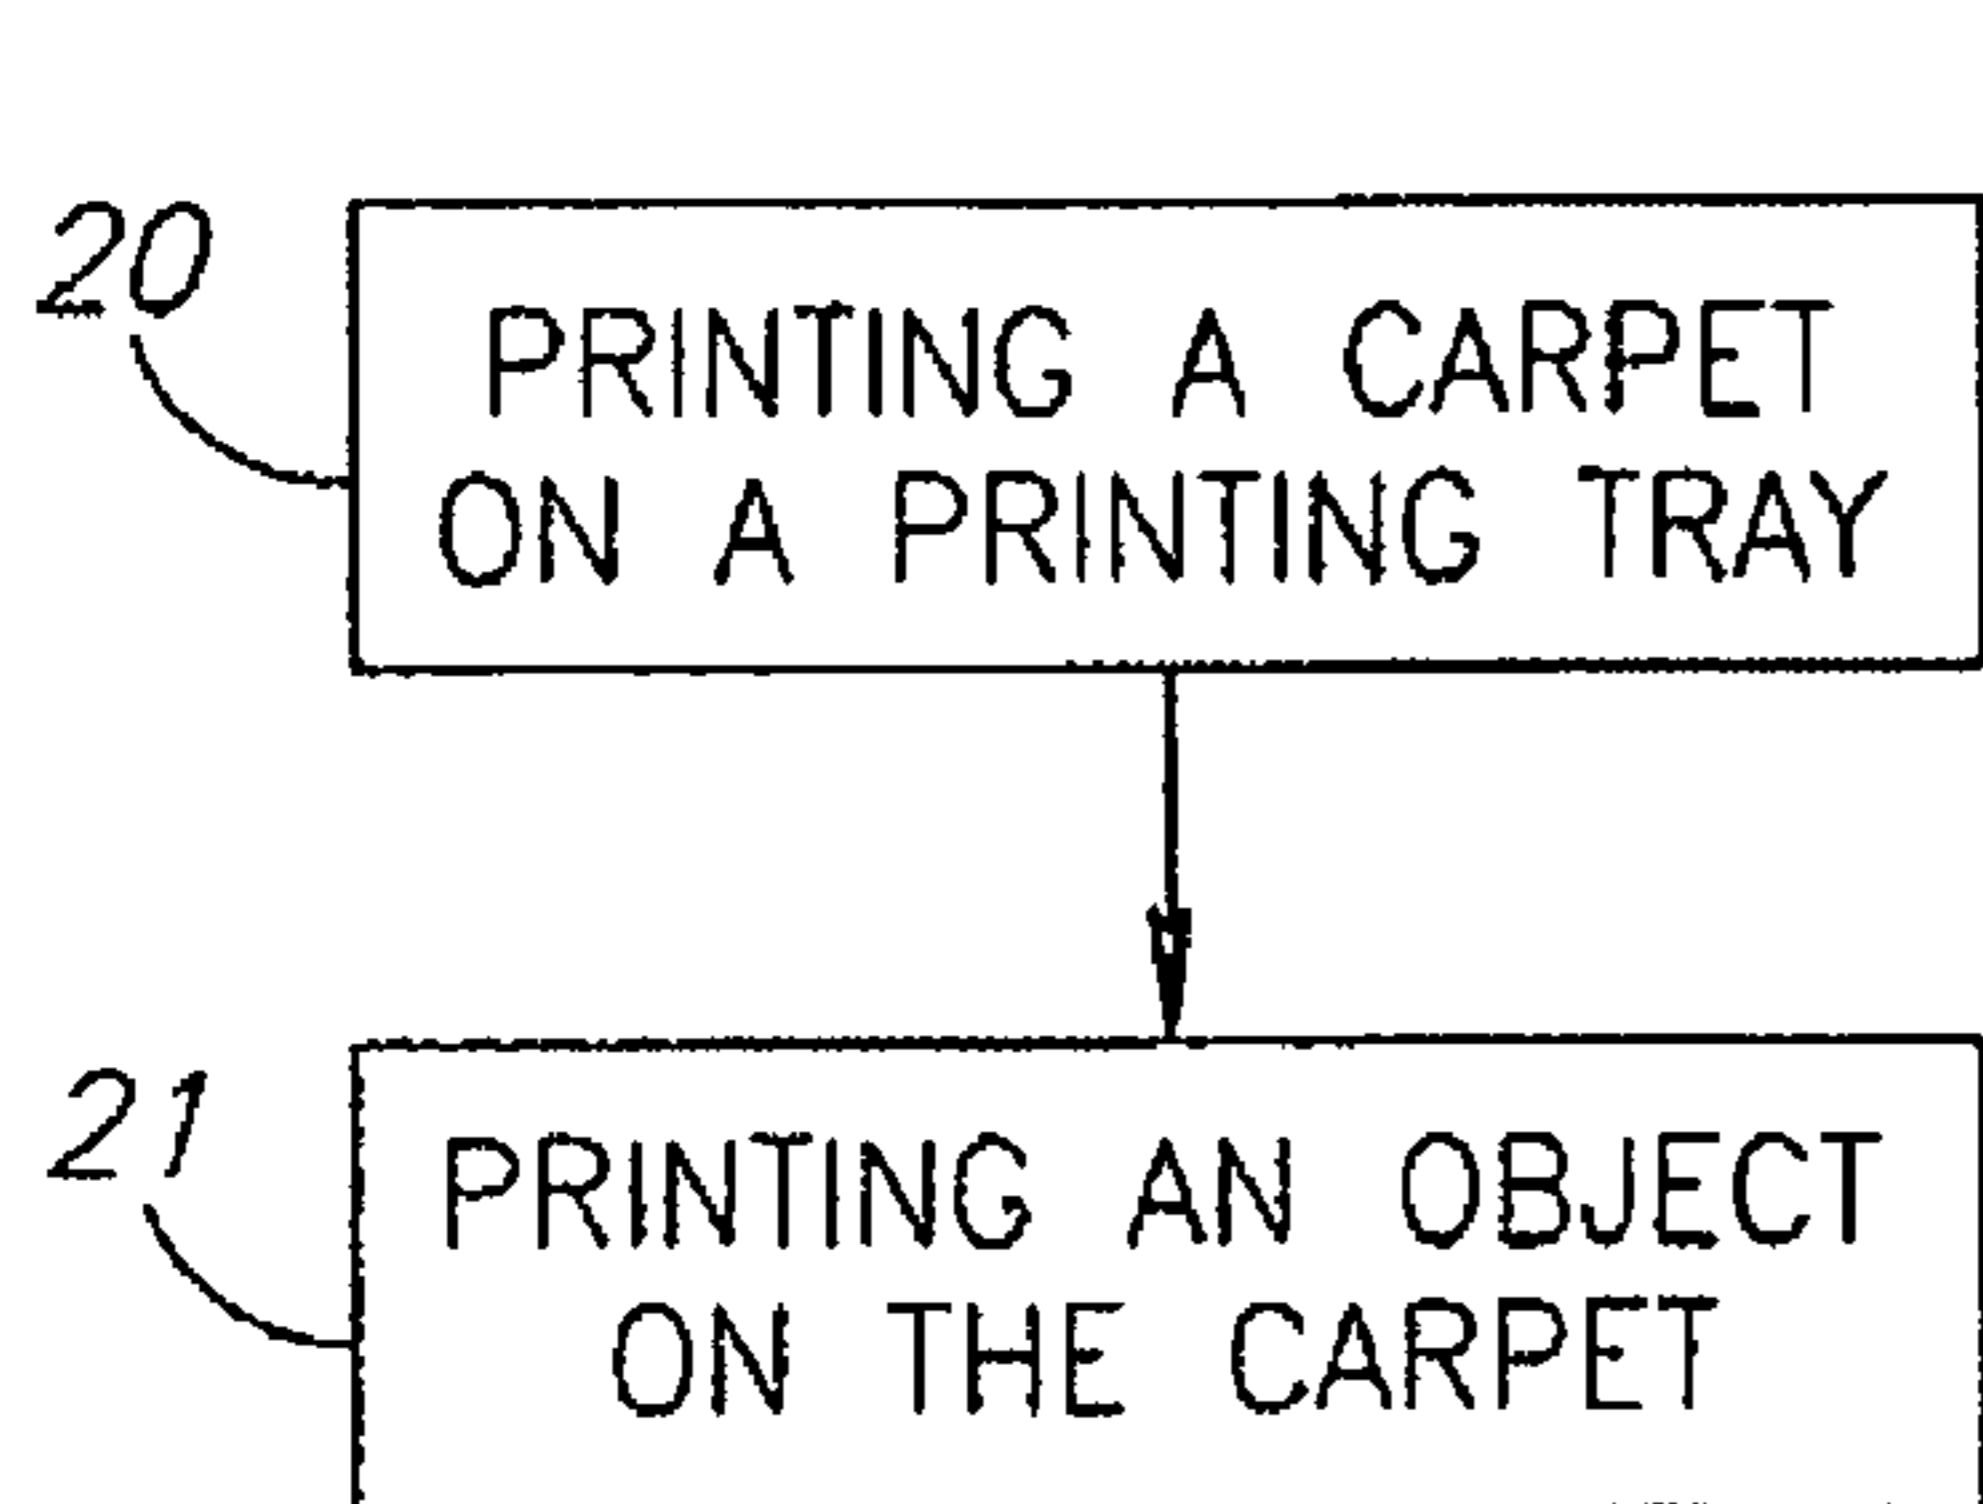 20
PRINTING A CARPET
ON A PRINTING TRAY
21
PRINTING AN OBJECT
ON THE CARPET